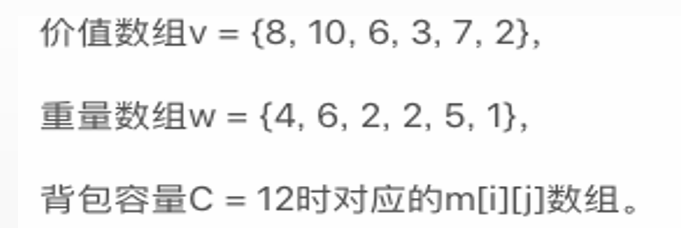 价值数组v = {8, 10, 6, 3, 7, 2},
重量数组w = {4, 6, 2, 2, 5, 1},
背包容量C = 12时对应的m[i][j]数组。